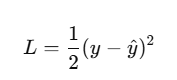 L = \frac{1}{2}(y - \hat{y})^2